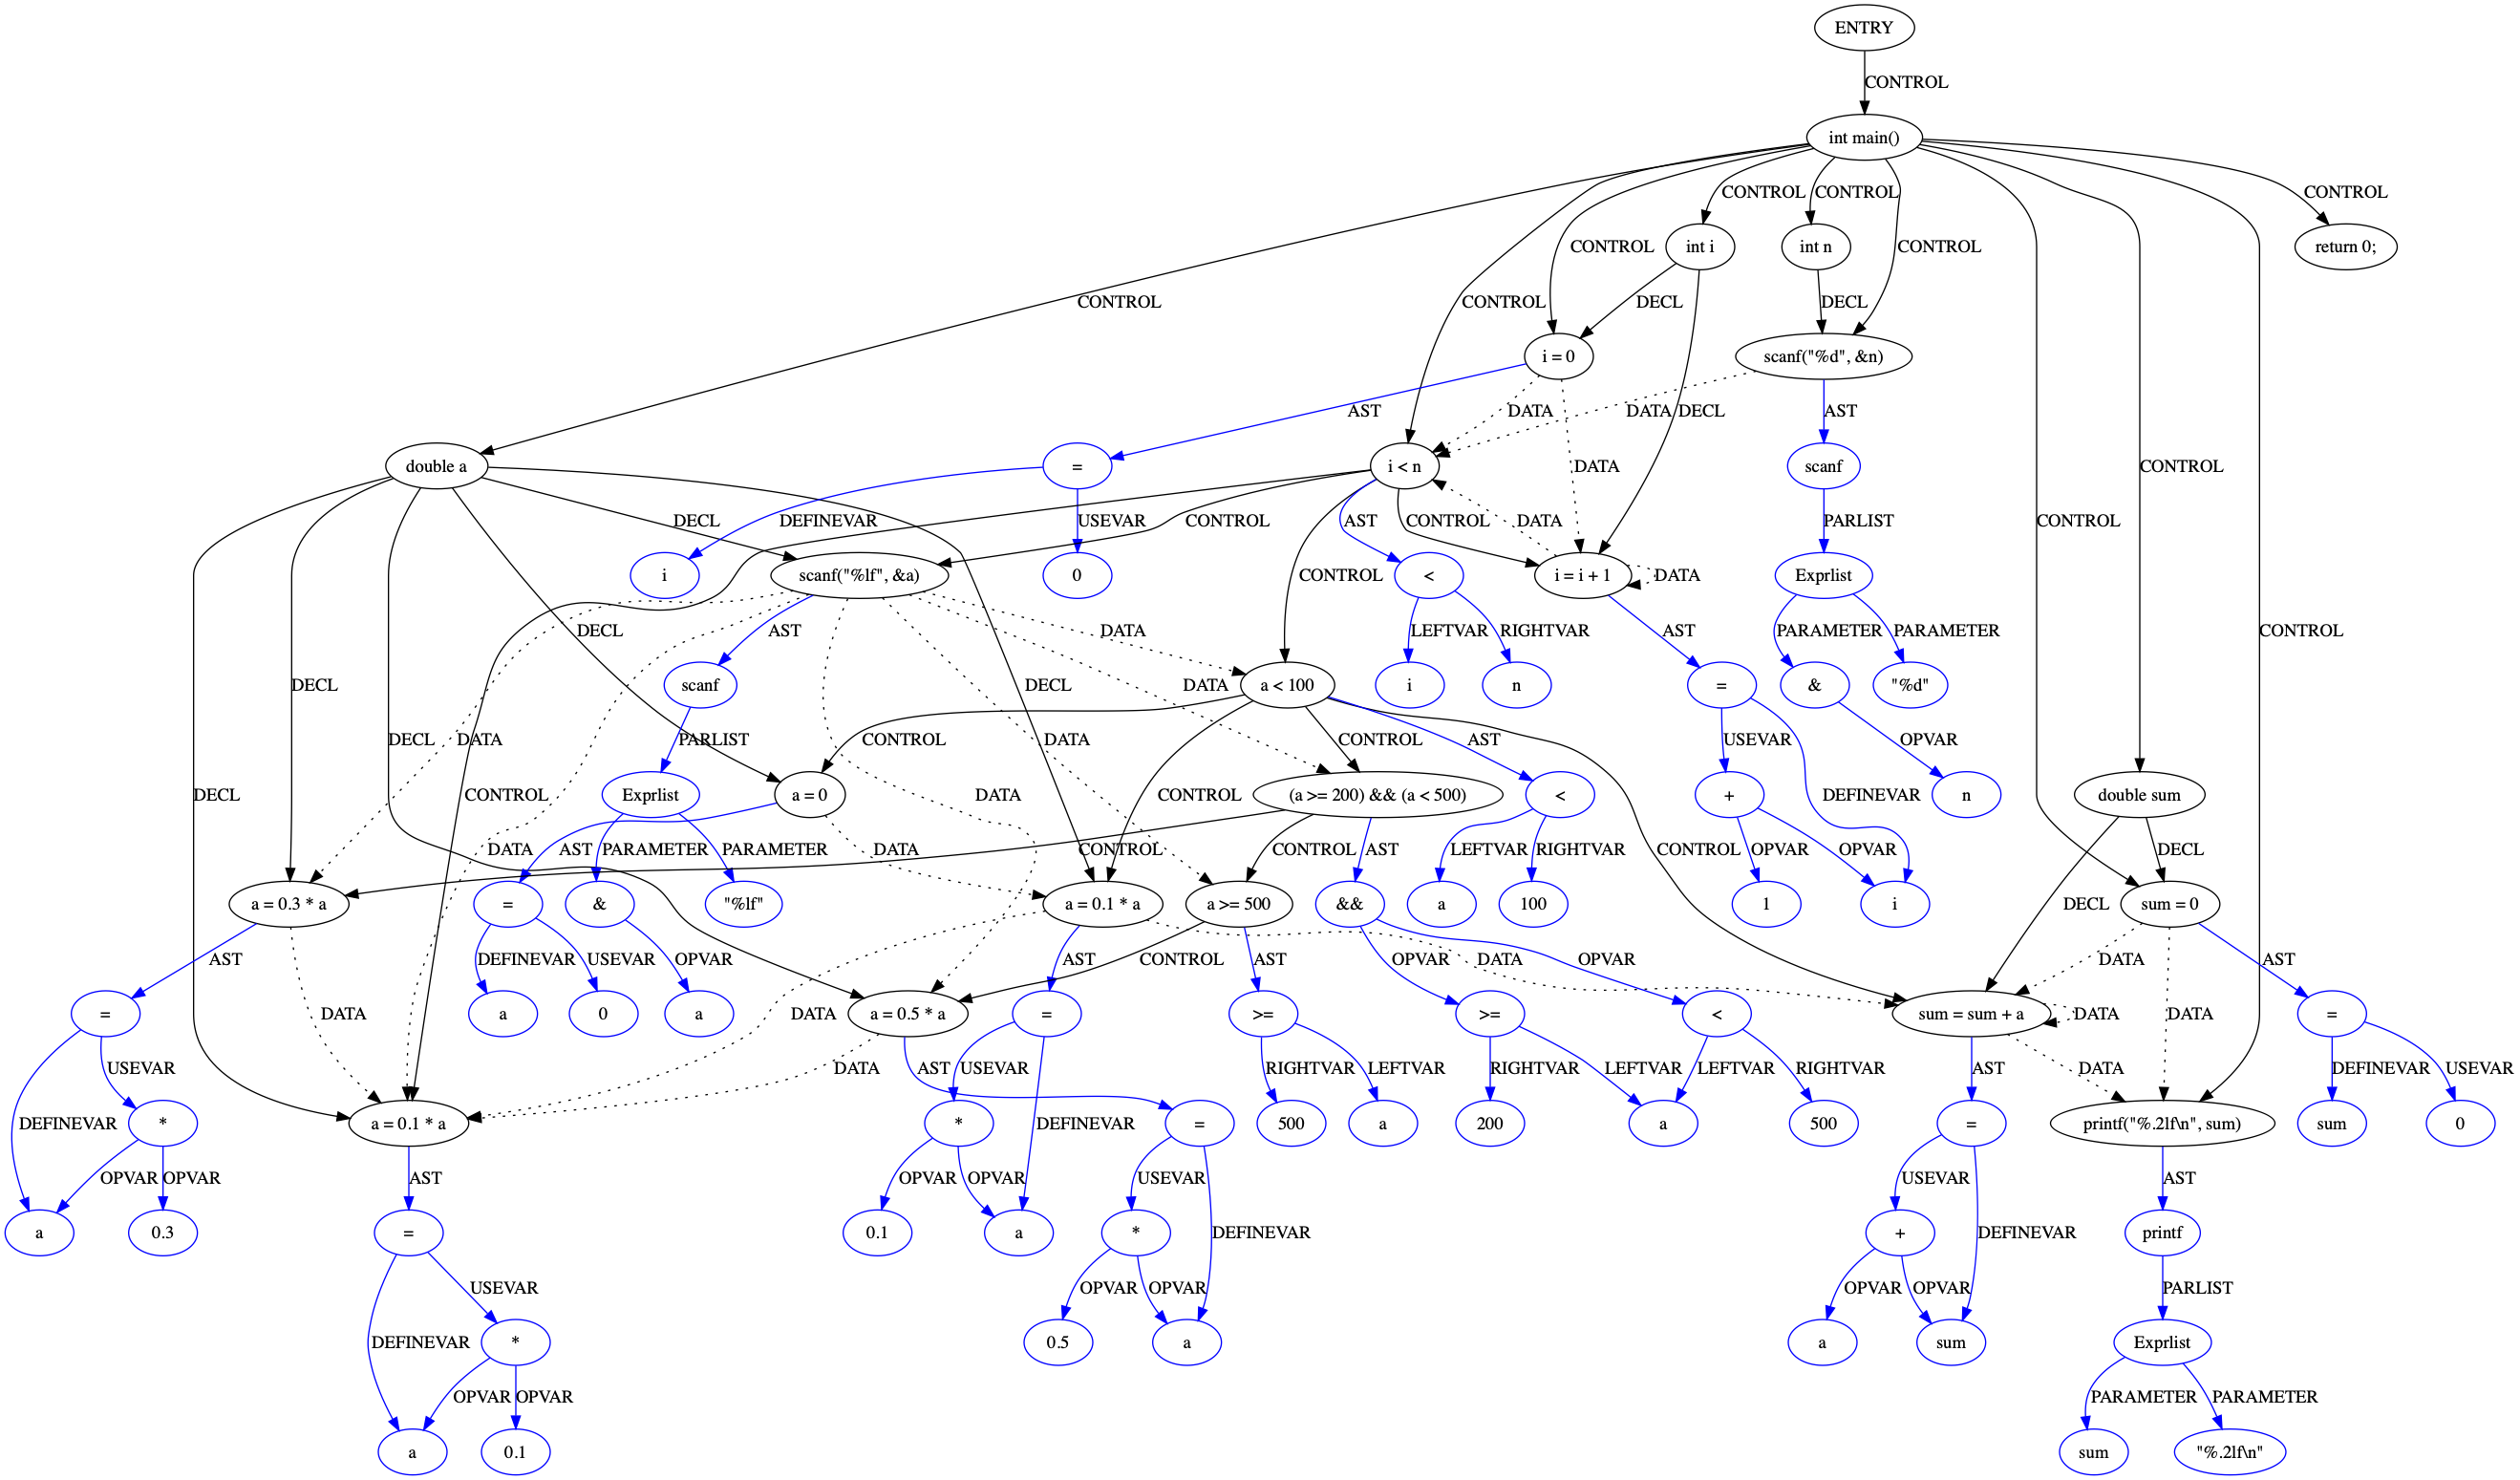 ENTRY
CONTROL
int main()
CONTROL CONTROL CONTROL
int i int n return 0;
CONTROL CONTROL
CONTROL CONTROL DECL DECL
i = 0 scanf("%d", &n)
AST DATA DATA DECL AST
double a = i < n DATA scanf CONTROL
DECL DEFINEVAR USEVAR CONTROL AST CONTROL DATA PARLIST CONTROL
i scanf("%lf", &a) 0 CONTROL < i = i + 1 DATA Exprlist
DECL AST DATA LEFTVAR RIGHTVAR AST PARAMETER PARAMETER CONTROL
DECL scanf DECL DATA a < 100 i n = & "%d"
DECL DATA PARLIST CONTROL DATA CONTROL AST USEVAR OPVAR
DECL CONTROL Exprlist a = 0 DATA CONTROL (a >= 200) && (a < 500) < + DEFINEVAR n double sum
DATA AST PARAMETER PARAMETER DATA CONTROL CONTROL AST LEFTVAR RIGHTVAR CONTROL OPVAR OPVAR DECL
a = 0.3 * a = & "%lf" a = 0.1 * a a >= 500 && a 100 1 i DECL sum = 0
AST DEFINEVAR USEVAR OPVAR AST CONTROL AST OPVAR DATA OPVAR DATA AST
= DATA a 0 a a = 0.5 * a = >= >= < sum = sum + a DATA DATA =
DEFINEVAR USEVAR DATA DATA AST USEVAR RIGHTVAR LEFTVAR RIGHTVAR LEFTVAR LEFTVAR RIGHTVAR AST DATA DEFINEVAR USEVAR
* a = 0.1 * a * DEFINEVAR = 500 a 200 a 500 = printf("%.2lf\n", sum) sum 0
OPVAR OPVAR AST OPVAR OPVAR USEVAR USEVAR AST
a 0.3 = 0.1 a * DEFINEVAR + DEFINEVAR printf
DEFINEVAR USEVAR OPVAR OPVAR OPVAR OPVAR PARLIST
* 0.5 a a sum Exprlist
OPVAR OPVAR PARAMETER PARAMETER
a 0.1 sum "%.2lf\n"